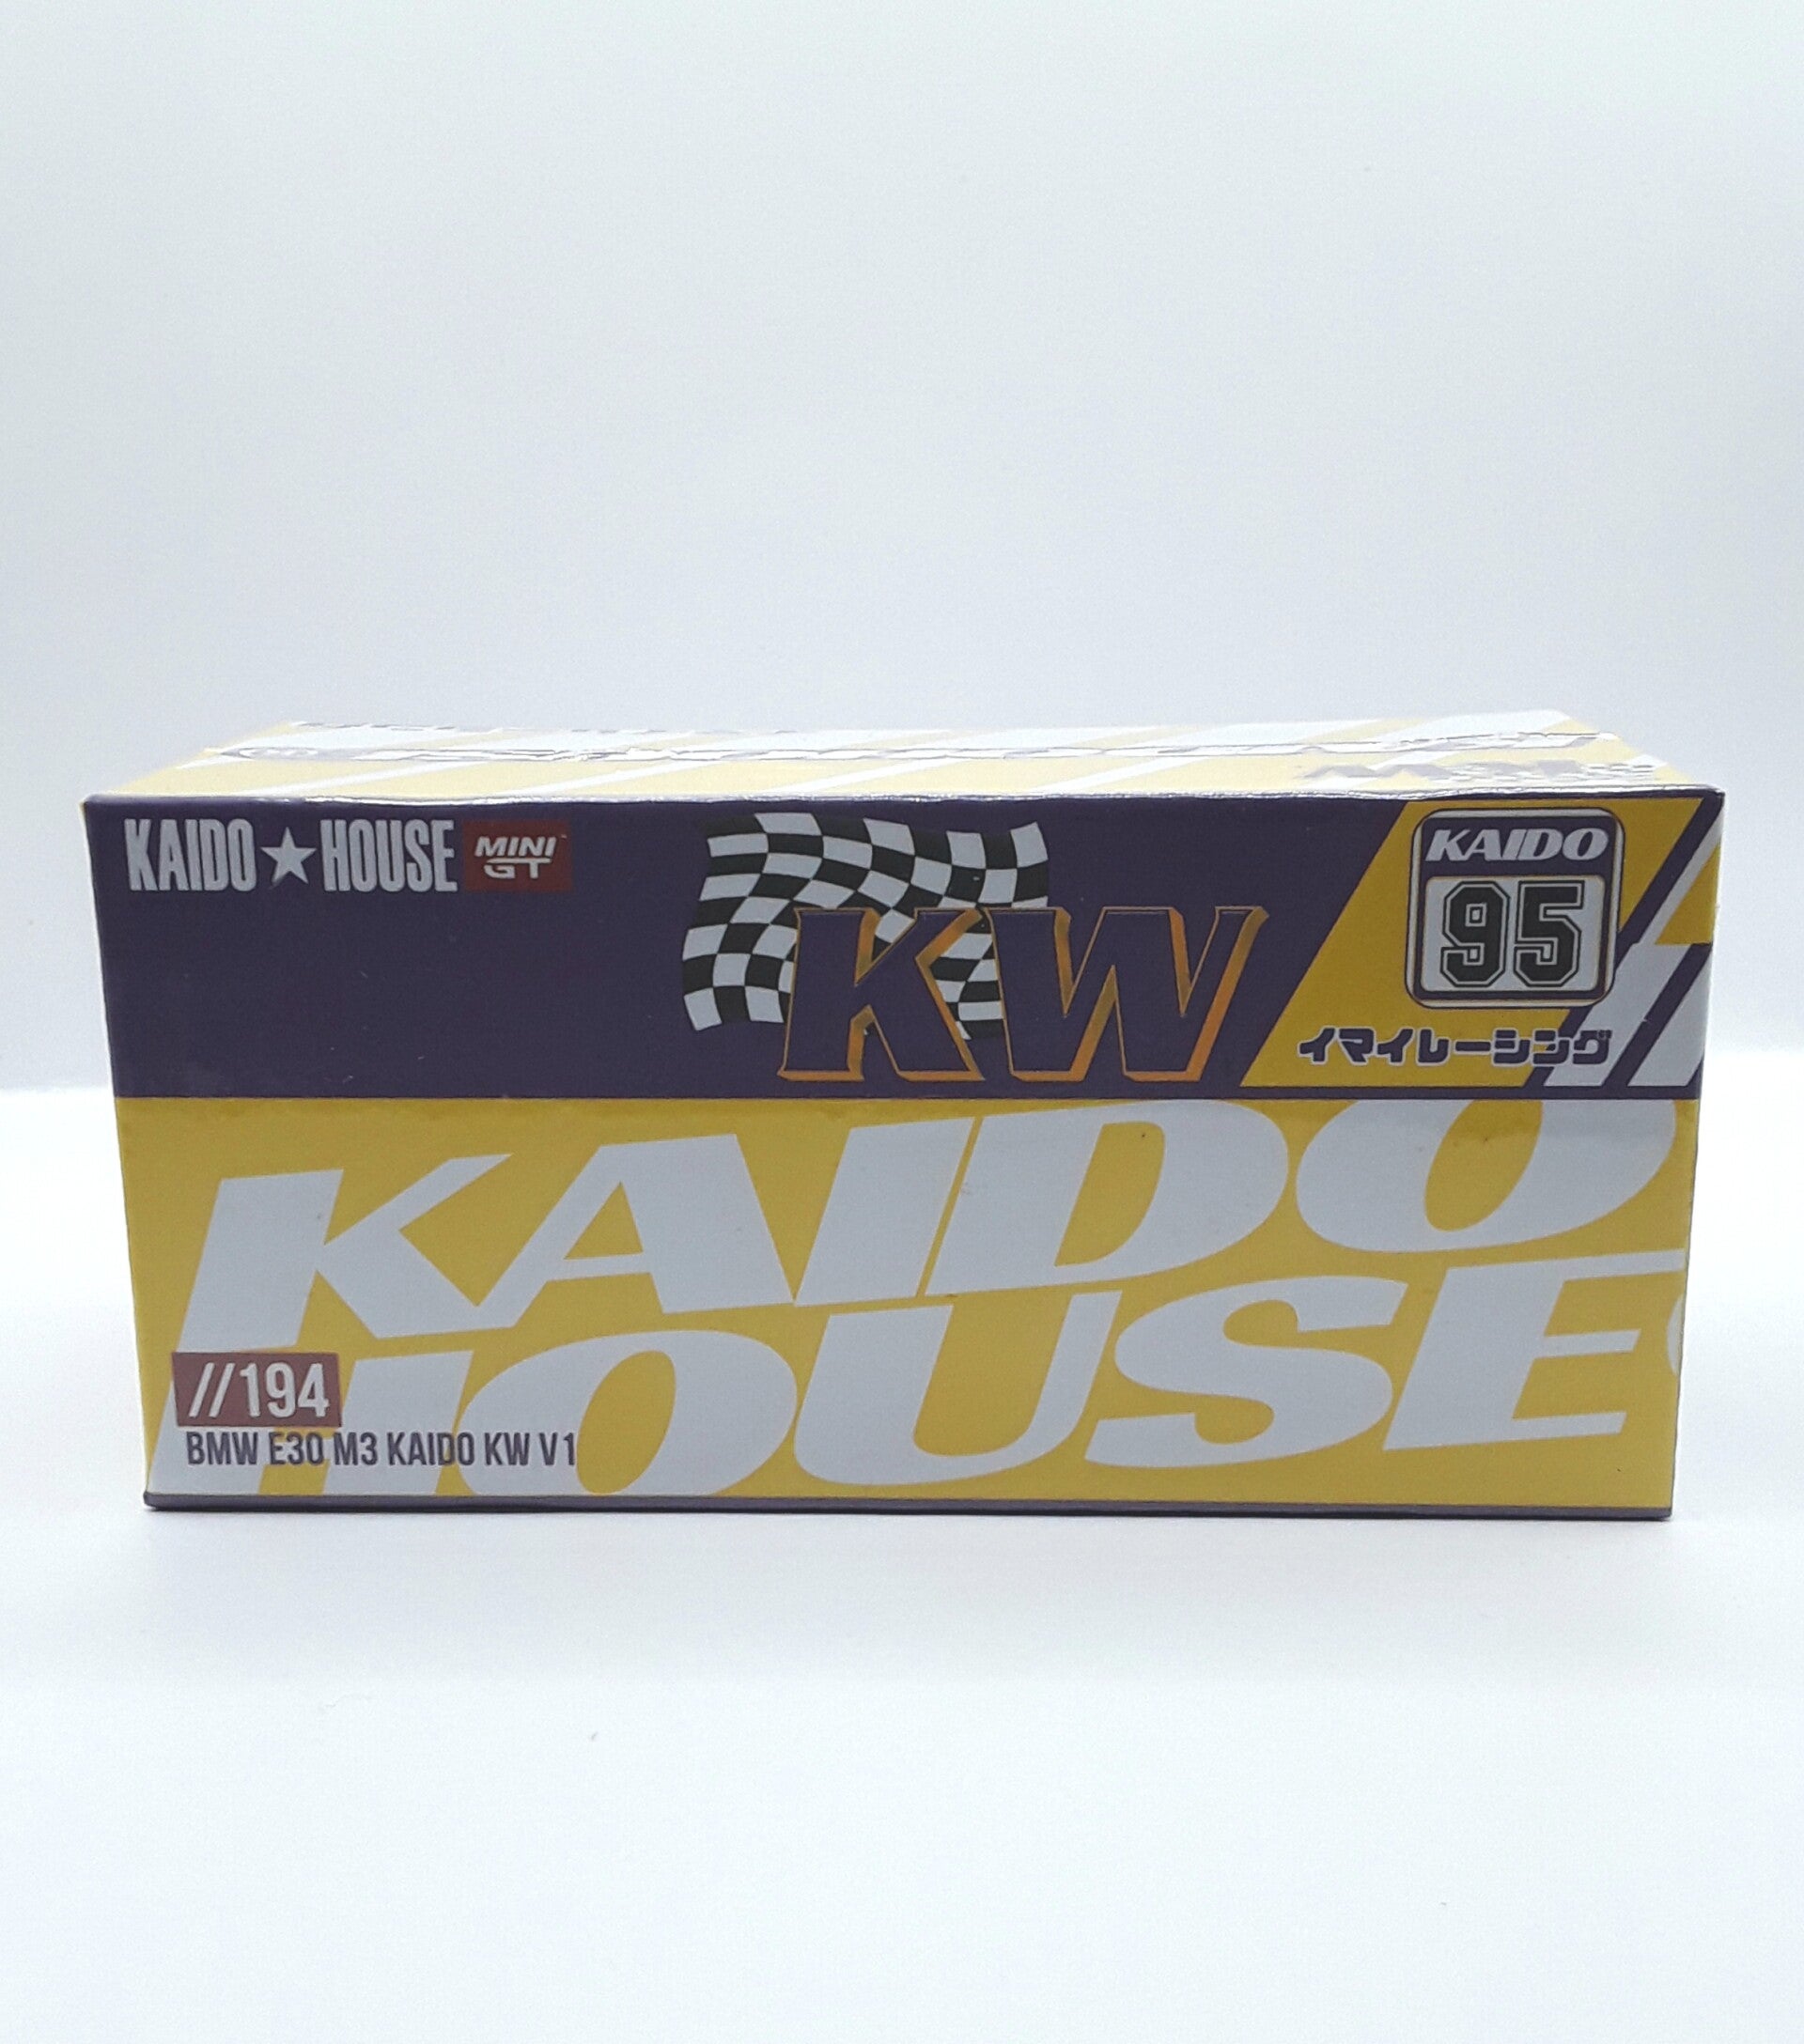 KAIDO★HOUSE MINI GT
KW
KAIDO
95
イマイレーシング
KAIDO
HOUSE
//194
BMW E30 M3 KAIDO KW V1